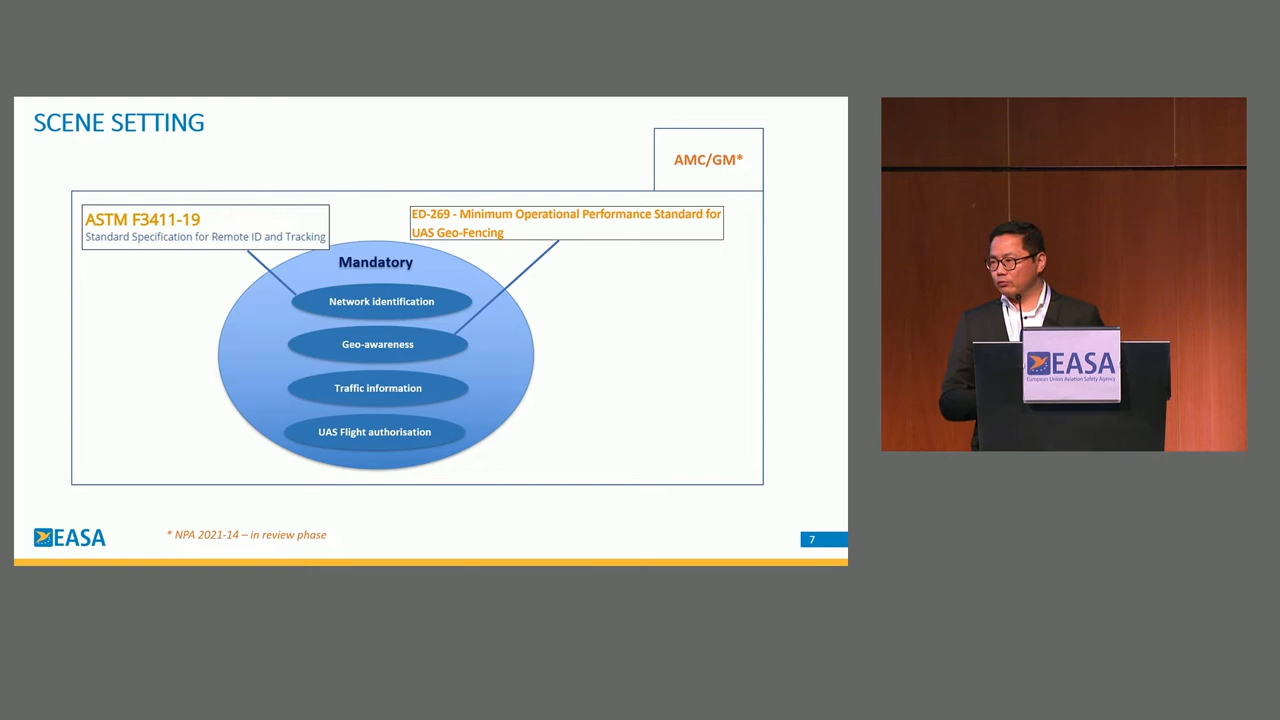 SCENE SETTING
AMC/GM*
ASTM F3411-19
Standard Specification for Remote ID and Tracking
ED-269 - Minimum Operational Performance Standard for
UAS Geo-Fencing
Mandatory
Network identification
Geo-awareness
Traffic information
UAS Flight authorisation
EASA
* NPA 2021-14 – in review phase
7
EASA
European Union Aviation Safety Agency